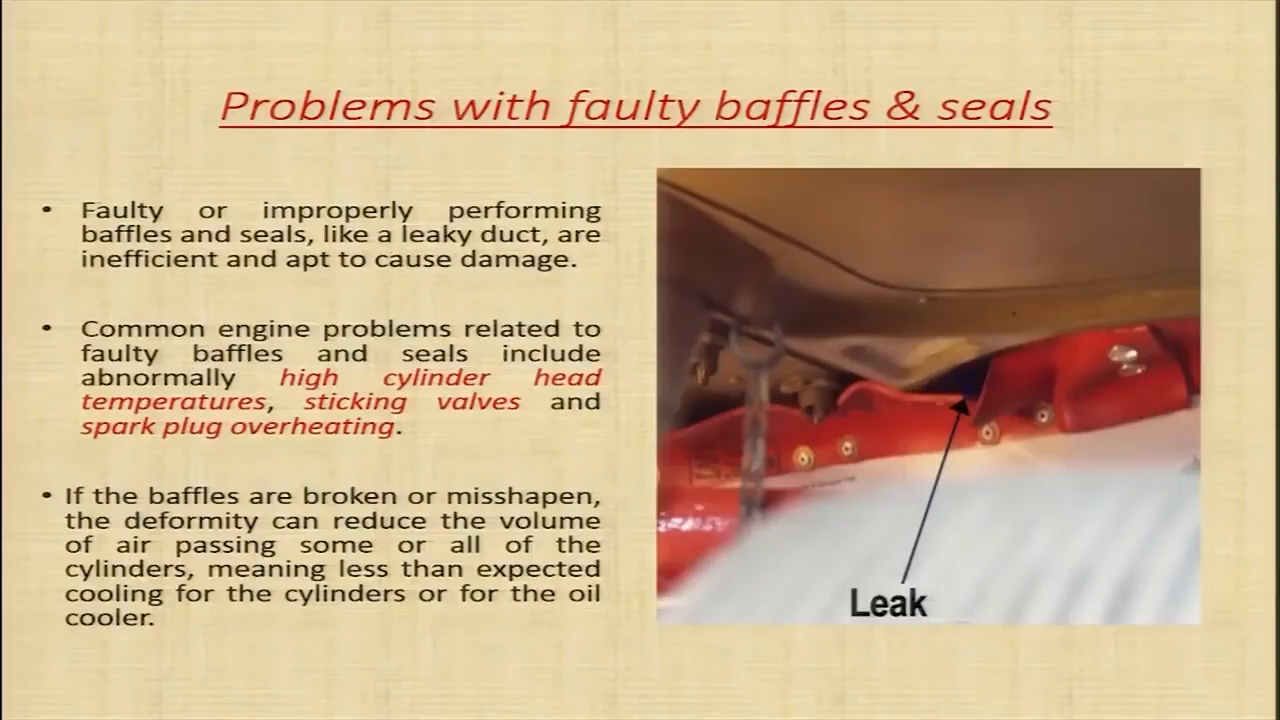 Problems with faulty baffles & seals
• Faulty or improperly performing
baffles and seals, like a leaky duct, are
inefficient and apt to cause damage.
• Common engine problems related to
faulty baffles and seals include
abnormally high cylinder head
temperatures, sticking valves and
spark plug overheating.
• If the baffles are broken or misshapen,
the deformity can reduce the volume
of air passing some or all of the
cylinders, meaning less than expected
cooling for the cylinders or for the oil
cooler.
Leak